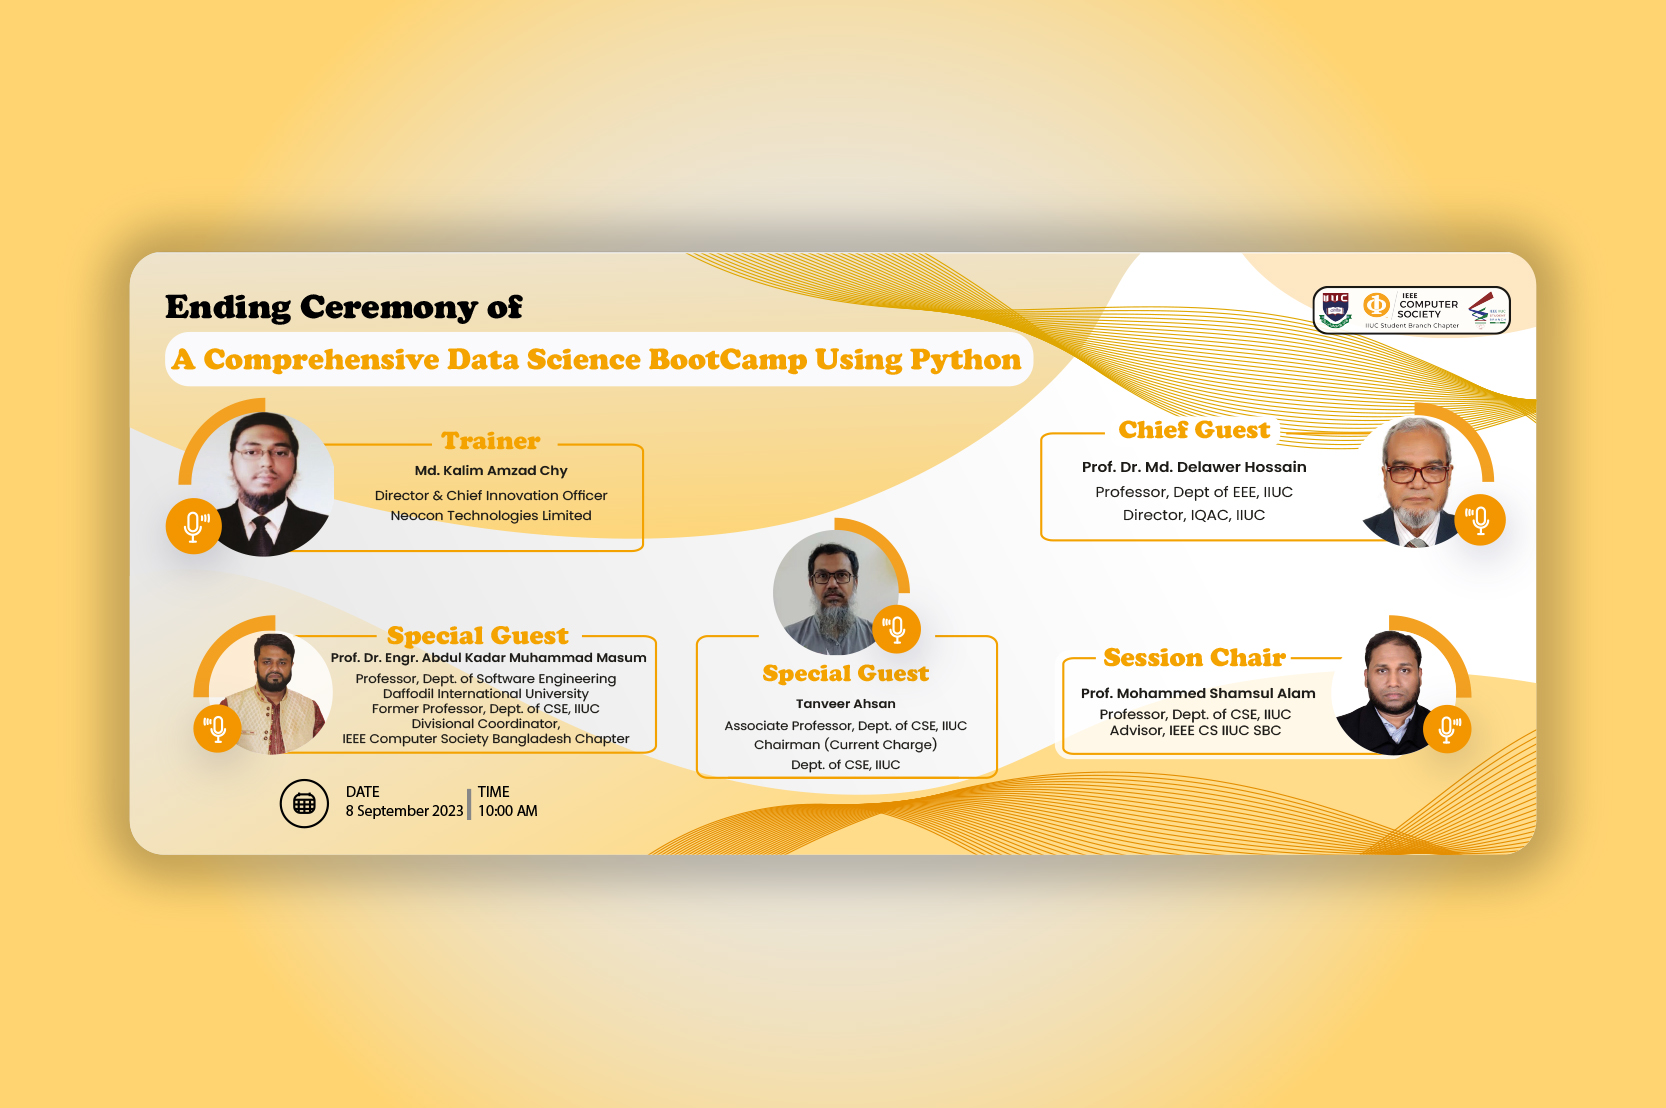 Ending Ceremony of
A Comprehensive Data Science BootCamp Using Python
IIUC
IEEE
COMPUTER
SOCIETY
IIUC Student Branch Chapter
Trainer
Md. Kalim Amzad Chy
Director & Chief Innovation Officer
Neocon Technologies Limited
Chief Guest
Prof. Dr. Md. Delawer Hossain
Professor, Dept of EEE, IIUC
Director, IQAC, IIUC
Special Guest
Prof. Dr. Engr. Abdul Kadar Muhammad Masum
Professor, Dept. of Software Engineering
Daffodil International University
Former Professor, Dept. of CSE, IIUC
Divisional Coordinator,
IEEE Computer Society Bangladesh Chapter
Special Guest
Tanveer Ahsan
Associate Professor, Dept. of CSE, IIUC
Chairman (Current Charge)
Dept. of CSE, IIUC
Session Chair
Prof. Mohammed Shamsul Alam
Professor, Dept. of CSE, IIUC
Advisor, IEEE CS IIUC SBC
DATE
8 September 2023
TIME
10:00 AM